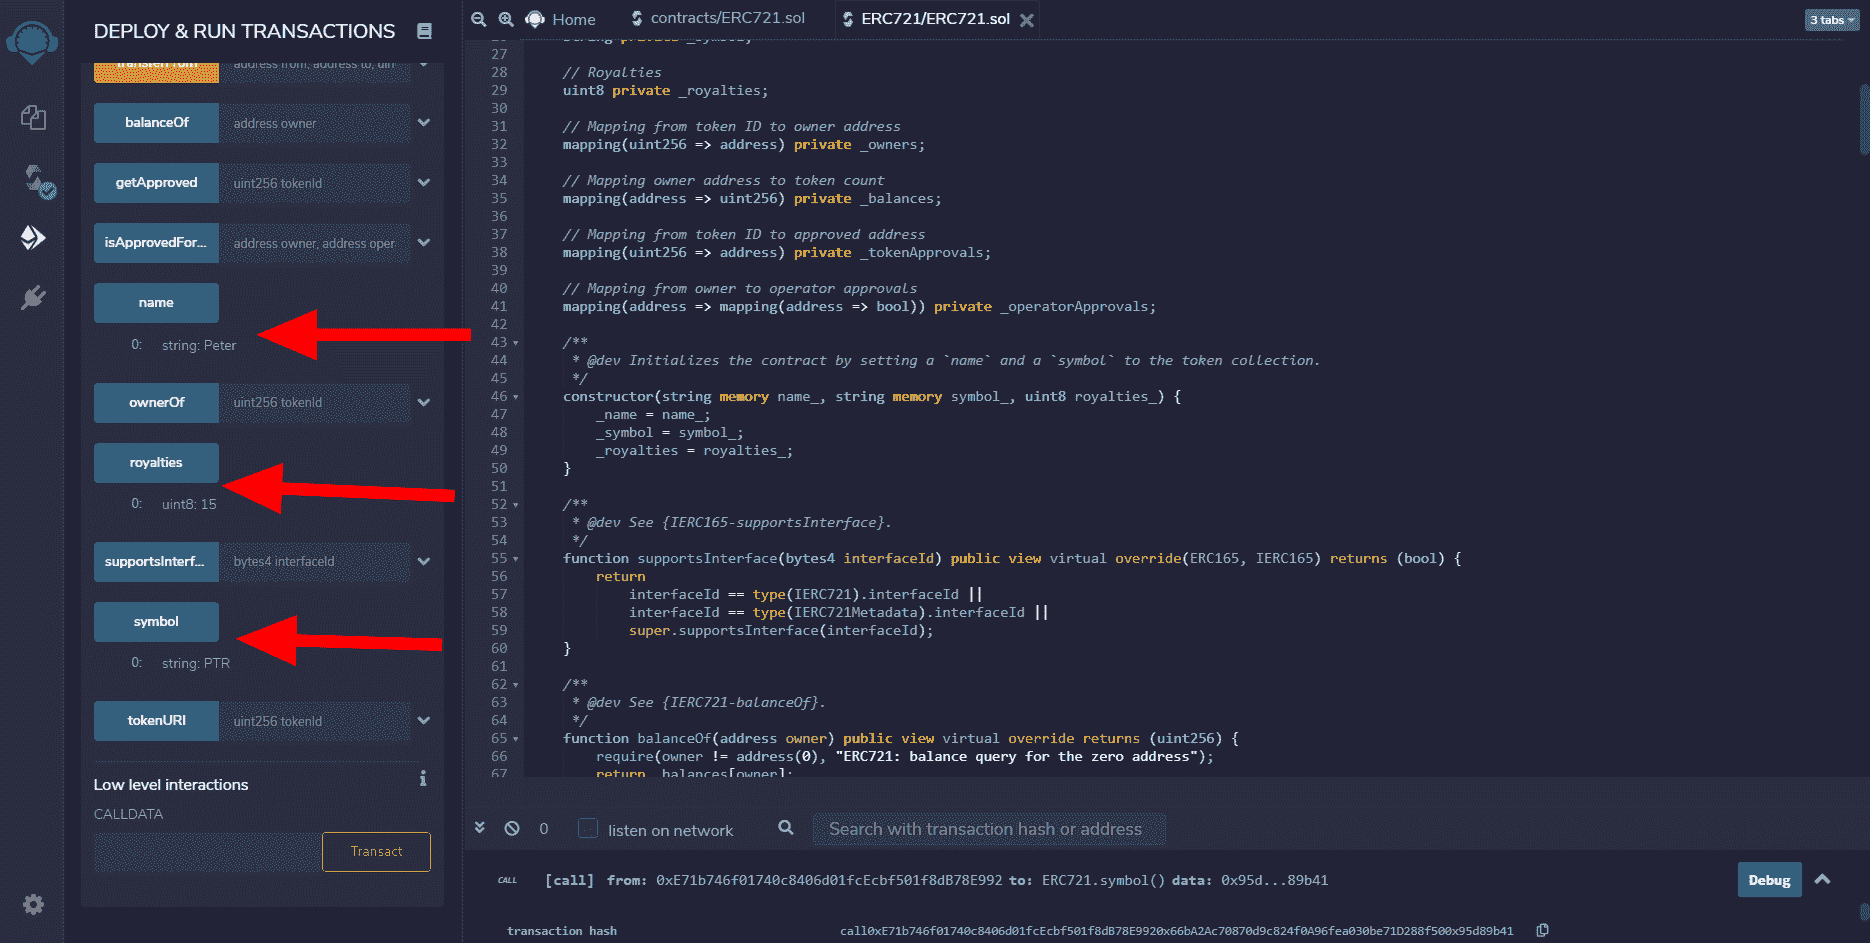 DEPLOY & RUN TRANSACTIONS
transferFrom address from, address to, uin
balanceOf address owner
getApproved uint256 tokenId
isApprovedFor... address owner, address oper
name
0: string: Peter
ownerOf uint256 tokenId
royalties
0: uint8: 15
supportsInterf... bytes4 interfaceId
symbol
0: string: PTR
tokenURI uint256 tokenId
Low level interactions
CALLDATA
Transact
Home contracts/ERC721.sol ERC721/ERC721.sol 3 tabs
26 string private _symbol;
27
28 // Royalties
29 uint8 private _royalties;
30
31 // Mapping from token ID to owner address
32 mapping(uint256 => address) private _owners;
33
34 // Mapping owner address to token count
35 mapping(address => uint256) private _balances;
36
37 // Mapping from token ID to approved address
38 mapping(uint256 => address) private _tokenApprovals;
39
40 // Mapping from owner to operator approvals
41 mapping(address => mapping(address => bool)) private _operatorApprovals;
42
43 /**
44 * @dev Initializes the contract by setting a `name` and a `symbol` to the token collection.
45 */
46 constructor(string memory name_, string memory symbol_, uint8 royalties_) {
47 _name = name_;
48 _symbol = symbol_;
49 _royalties = royalties_;
50 }
51
52 /**
53 * @dev See {IERC165-supportsInterface}.
54 */
55 function supportsInterface(bytes4 interfaceId) public view virtual override(ERC165, IERC165) returns (bool) {
56 return
57 interfaceId == type(IERC721).interfaceId ||
58 interfaceId == type(IERC721Metadata).interfaceId ||
59 super.supportsInterface(interfaceId);
60 }
61
62 /**
63 * @dev See {IERC721-balanceOf}.
64 */
65 function balanceOf(address owner) public view virtual override returns (uint256) {
66 require(owner != address(0), "ERC721: balance query for the zero address");
67 return _balances[owner];
0 listen on network Search with transaction hash or address
CALL [call] from: 0xE71b746f01740c8406d01fcEcbf501f8dB78E992 to: ERC721.symbol() data: 0x95d...89b41 Debug
transaction hash call0xE71b746f01740c8406d01fcEcbf501f8dB78E9920x66bA2Ac70870d9c824f0A96fea030be71D288f500x95d89b41